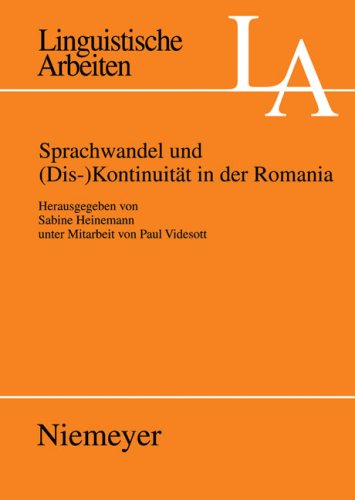 Linguistische
Arbeiten
LA
Sprachwandel und
(Dis-)Kontinuität in der Romania
Herausgegeben von
Sabine Heinemann
unter Mitarbeit von Paul Videsott
Niemeyer